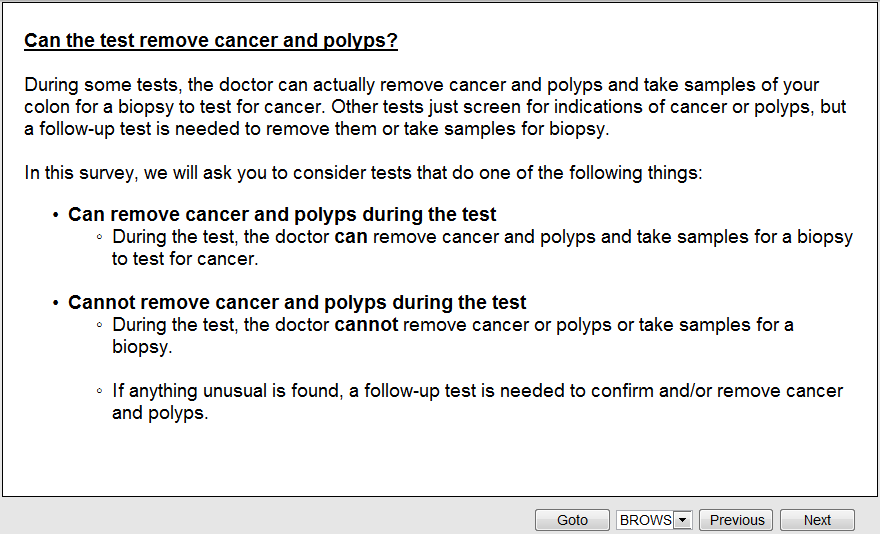 Can the test remove cancer and polyps?
During some tests, the doctor can actually remove cancer and polyps and take samples of your
colon for a biopsy to test for cancer. Other tests just screen for indications of cancer or polyps, but
a follow-up test is needed to remove them or take samples for biopsy.
In this survey, we will ask you to consider tests that do one of the following things:
• Can remove cancer and polyps during the test
◦ During the test, the doctor can remove cancer and polyps and take samples for a biopsy
to test for cancer.
• Cannot remove cancer and polyps during the test
◦ During the test, the doctor cannot remove cancer or polyps or take samples for a
biopsy.
◦ If anything unusual is found, a follow-up test is needed to confirm and/or remove cancer
and polyps.
Goto BROWS Previous Next